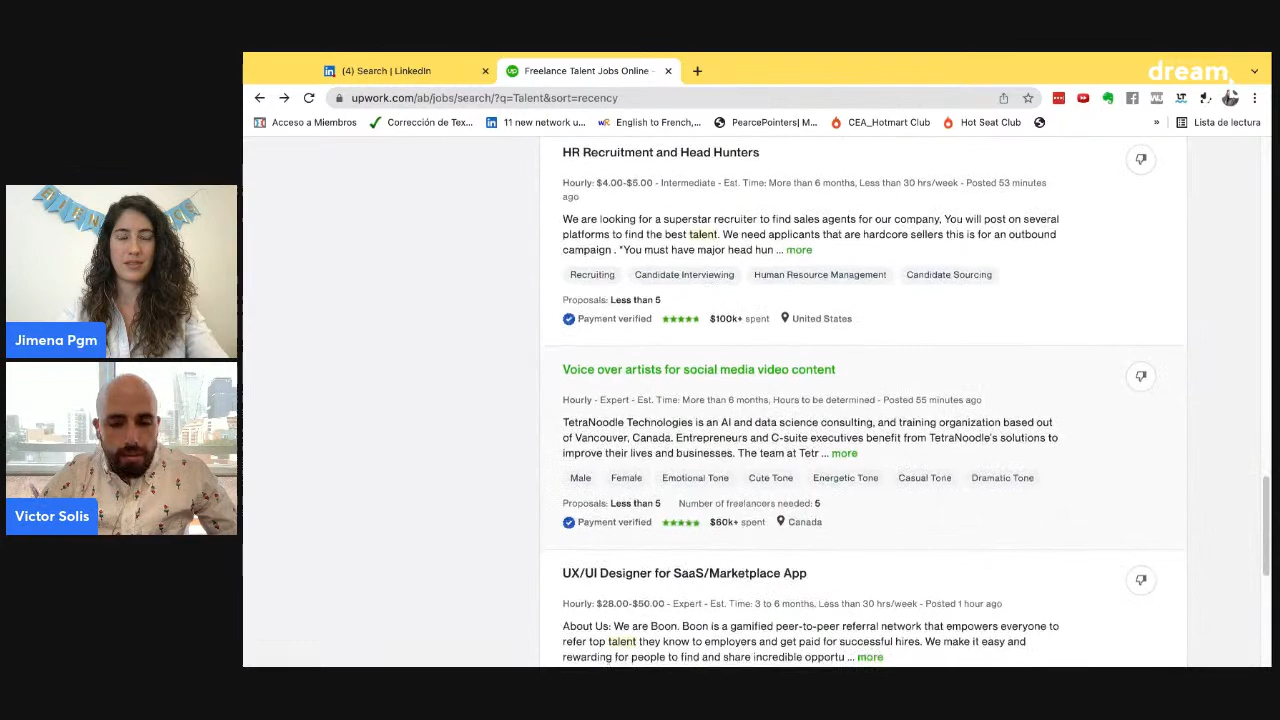 dream
(4) Search | LinkedIn
Freelance Talent Jobs Online -
upwork.com/ab/jobs/search/?q=Talent&sort=recency
Acceso a Miembros
Corrección de Tex...
11 new network u...
English to French,...
PearcePointers| M...
CEA_Hotmart Club
Hot Seat Club
»
Lista de lectura
HR Recruitment and Head Hunters
Hourly: $4.00-$5.00 - Intermediate - Est. Time: More than 6 months, Less than 30 hrs/week - Posted 53 minutes
ago
We are looking for a superstar recruiter to find sales agents for our company, You will post on several
platforms to find the best talent. We need applicants that are hardcore sellers this is for an outbound
campaign . *You must have major head hun ... more
Recruiting Candidate Interviewing Human Resource Management Candidate Sourcing
Proposals: Less than 5
Payment verified $100k+ spent United States
Voice over artists for social media video content
Hourly - Expert - Est. Time: More than 6 months, Hours to be determined - Posted 55 minutes ago
TetraNoodle Technologies is an AI and data science consulting, and training organization based out
of Vancouver, Canada. Entrepreneurs and C-suite executives benefit from TetraNoodle's solutions to
improve their lives and businesses. The team at Tetr ... more
Male Female Emotional Tone Cute Tone Energetic Tone Casual Tone Dramatic Tone
Proposals: Less than 5 Number of freelancers needed: 5
Payment verified $60k+ spent Canada
UX/UI Designer for SaaS/Marketplace App
Hourly: $28.00-$50.00 - Expert - Est. Time: 3 to 6 months, Less than 30 hrs/week - Posted 1 hour ago
About Us: We are Boon. Boon is a gamified peer-to-peer referral network that empowers everyone to
refer top talent they know to employers and get paid for successful hires. We make it easy and
rewarding for people to find and share incredible opportu ... more
Jimena Pgm
Victor Solis